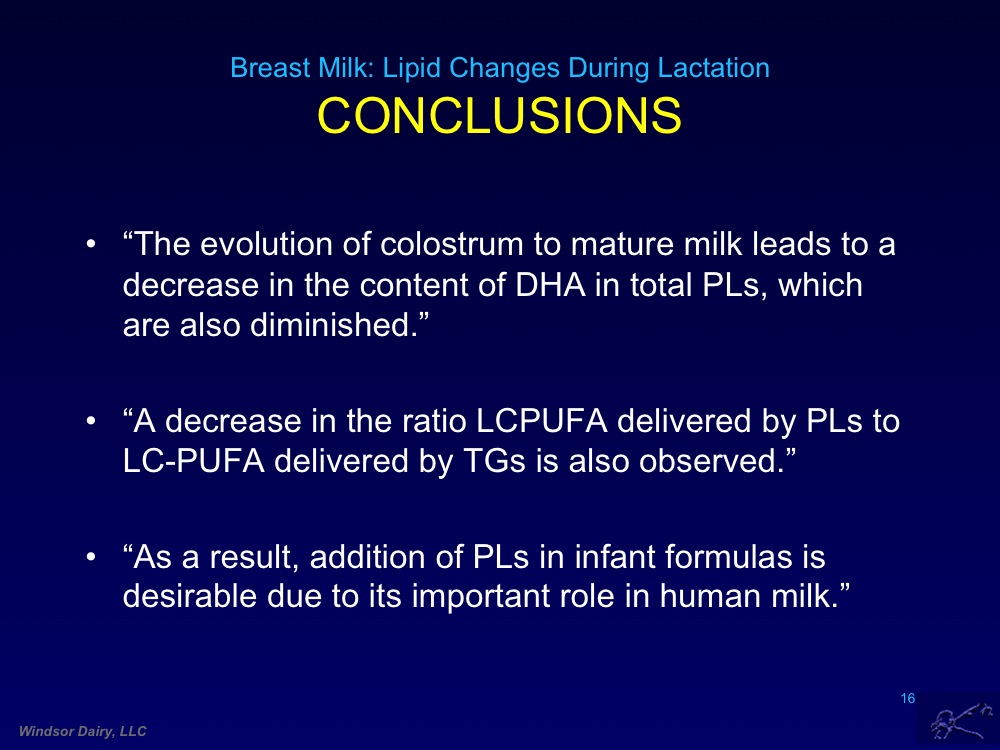 Breast Milk: Lipid Changes During Lactation
CONCLUSIONS
• “The evolution of colostrum to mature milk leads to a
decrease in the content of DHA in total PLs, which
are also diminished.”
• “A decrease in the ratio LCPUFA delivered by PLs to
LC-PUFA delivered by TGs is also observed.”
• “As a result, addition of PLs in infant formulas is
desirable due to its important role in human milk.”
16
Windsor Dairy, LLC